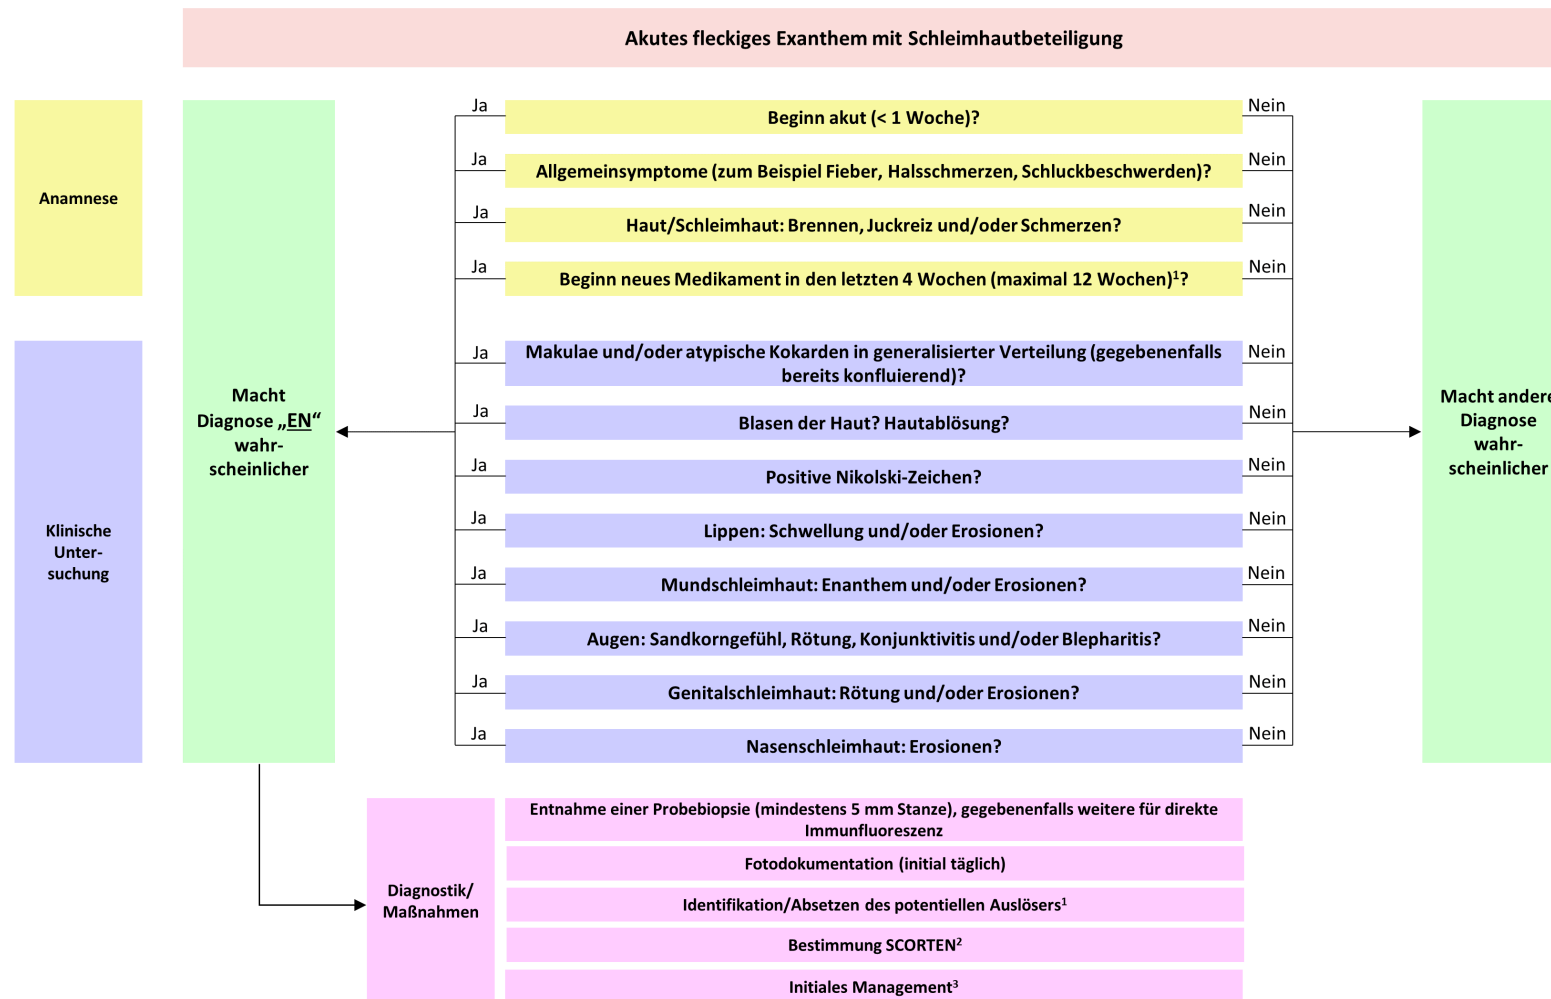 Akutes fleckiges Exanthem mit Schleimhautbeteiligung
Anamnese
Klinische
Unter-
suchung
Macht
Diagnose „EN“
wahr-
scheinlicher
Ja
Beginn akut (< 1 Woche)?
Nein
Ja
Allgemeinsymptome (zum Beispiel Fieber, Halsschmerzen, Schluckbeschwerden)?
Nein
Ja
Haut/Schleimhaut: Brennen, Juckreiz und/oder Schmerzen?
Nein
Ja
Beginn neues Medikament in den letzten 4 Wochen (maximal 12 Wochen)¹?
Nein
Ja
Makulae und/oder atypische Kokarden in generalisierter Verteilung (gegebenenfalls
bereits konfluierend)?
Nein
Ja
Blasen der Haut? Hautablösung?
Nein
Ja
Positive Nikolski-Zeichen?
Nein
Ja
Lippen: Schwellung und/oder Erosionen?
Nein
Ja
Mundschleimhaut: Enanthem und/oder Erosionen?
Nein
Ja
Augen: Sandkorngefühl, Rötung, Konjunktivitis und/oder Blepharitis?
Nein
Ja
Genitalschleimhaut: Rötung und/oder Erosionen?
Nein
Ja
Nasenschleimhaut: Erosionen?
Nein
Macht andere
Diagnose
wahr-
scheinlicher
Diagnostik/
Maßnahmen
Entnahme einer Probebiopsie (mindestens 5 mm Stanze), gegebenenfalls weitere für direkte
Immunfluoreszenz
Fotodokumentation (initial täglich)
Identifikation/Absetzen des potentiellen Auslösers¹
Bestimmung SCORTEN²
Initiales Management³